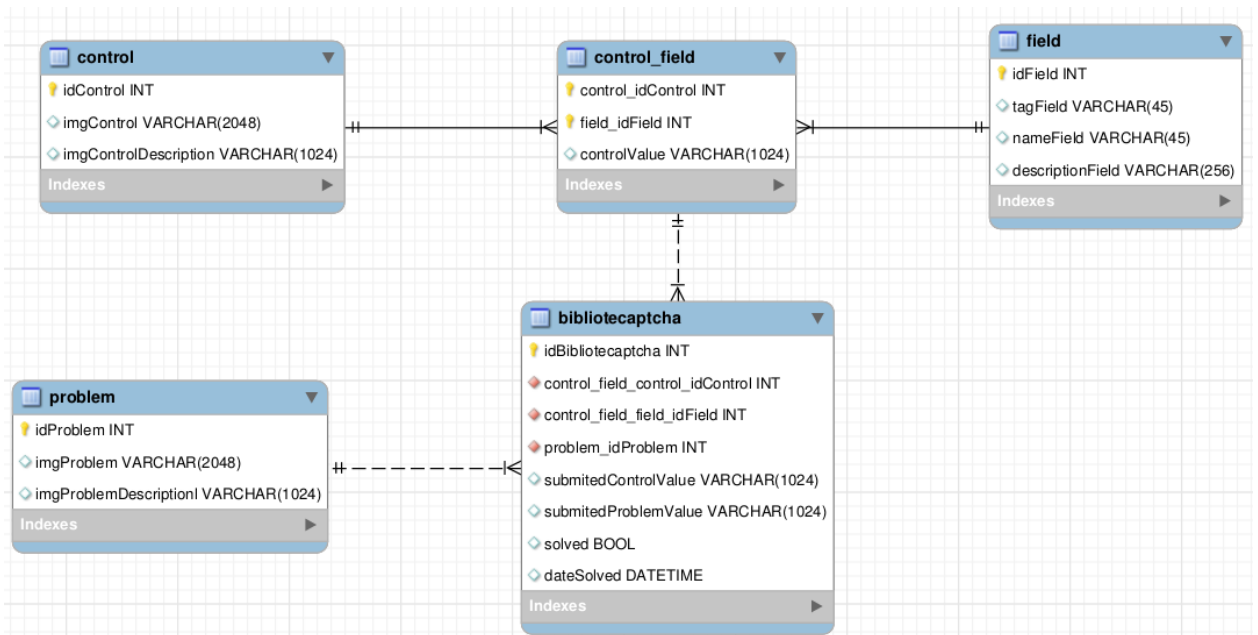 control
idControl INT
imgControl VARCHAR(2048)
imgControlDescription VARCHAR(1024)
Indexes
control_field
control_idControl INT
field_idField INT
controlValue VARCHAR(1024)
Indexes
field
idField INT
tagField VARCHAR(45)
nameField VARCHAR(45)
descriptionField VARCHAR(256)
Indexes
problem
idProblem INT
imgProblem VARCHAR(2048)
imgProblemDescriptionl VARCHAR(1024)
Indexes
bibliotecaptcha
idBibliotecaptcha INT
control_field_control_idControl INT
control_field_field_idField INT
problem_idProblem INT
submitedControlValue VARCHAR(1024)
submitedProblemValue VARCHAR(1024)
solved BOOL
dateSolved DATETIME
Indexes